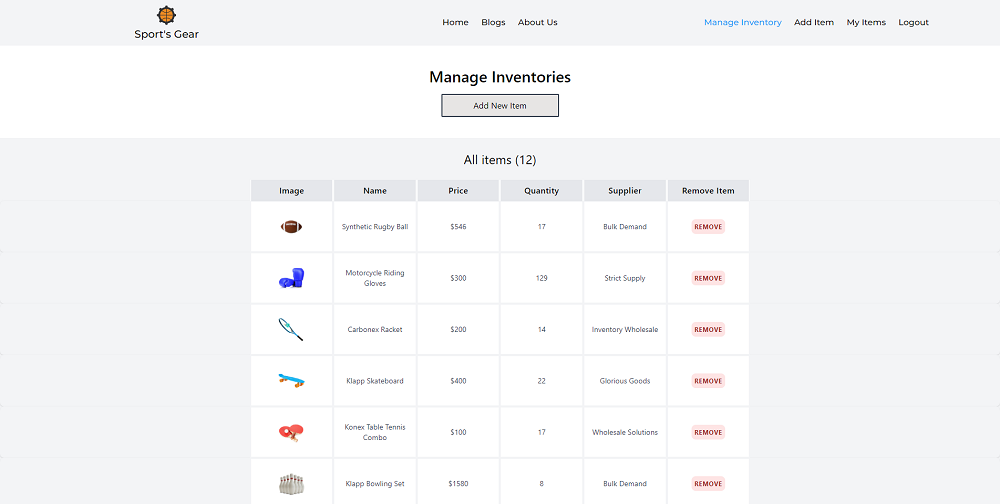 Sport's Gear
Home Blogs About Us
Manage Inventory Add Item My Items Logout
Manage Inventories
Add New Item
All items (12)
Image Name Price Quantity Supplier Remove Item
Synthetic Rugby Ball $546 17 Bulk Demand REMOVE
Motorcycle Riding
Gloves $300 129 Strict Supply REMOVE
Carbonex Racket $200 14 Inventory Wholesale REMOVE
Klapp Skateboard $400 22 Glorious Goods REMOVE
Konex Table Tennis
Combo $100 17 Wholesale Solutions REMOVE
Klapp Bowling Set $1580 8 Bulk Demand REMOVE